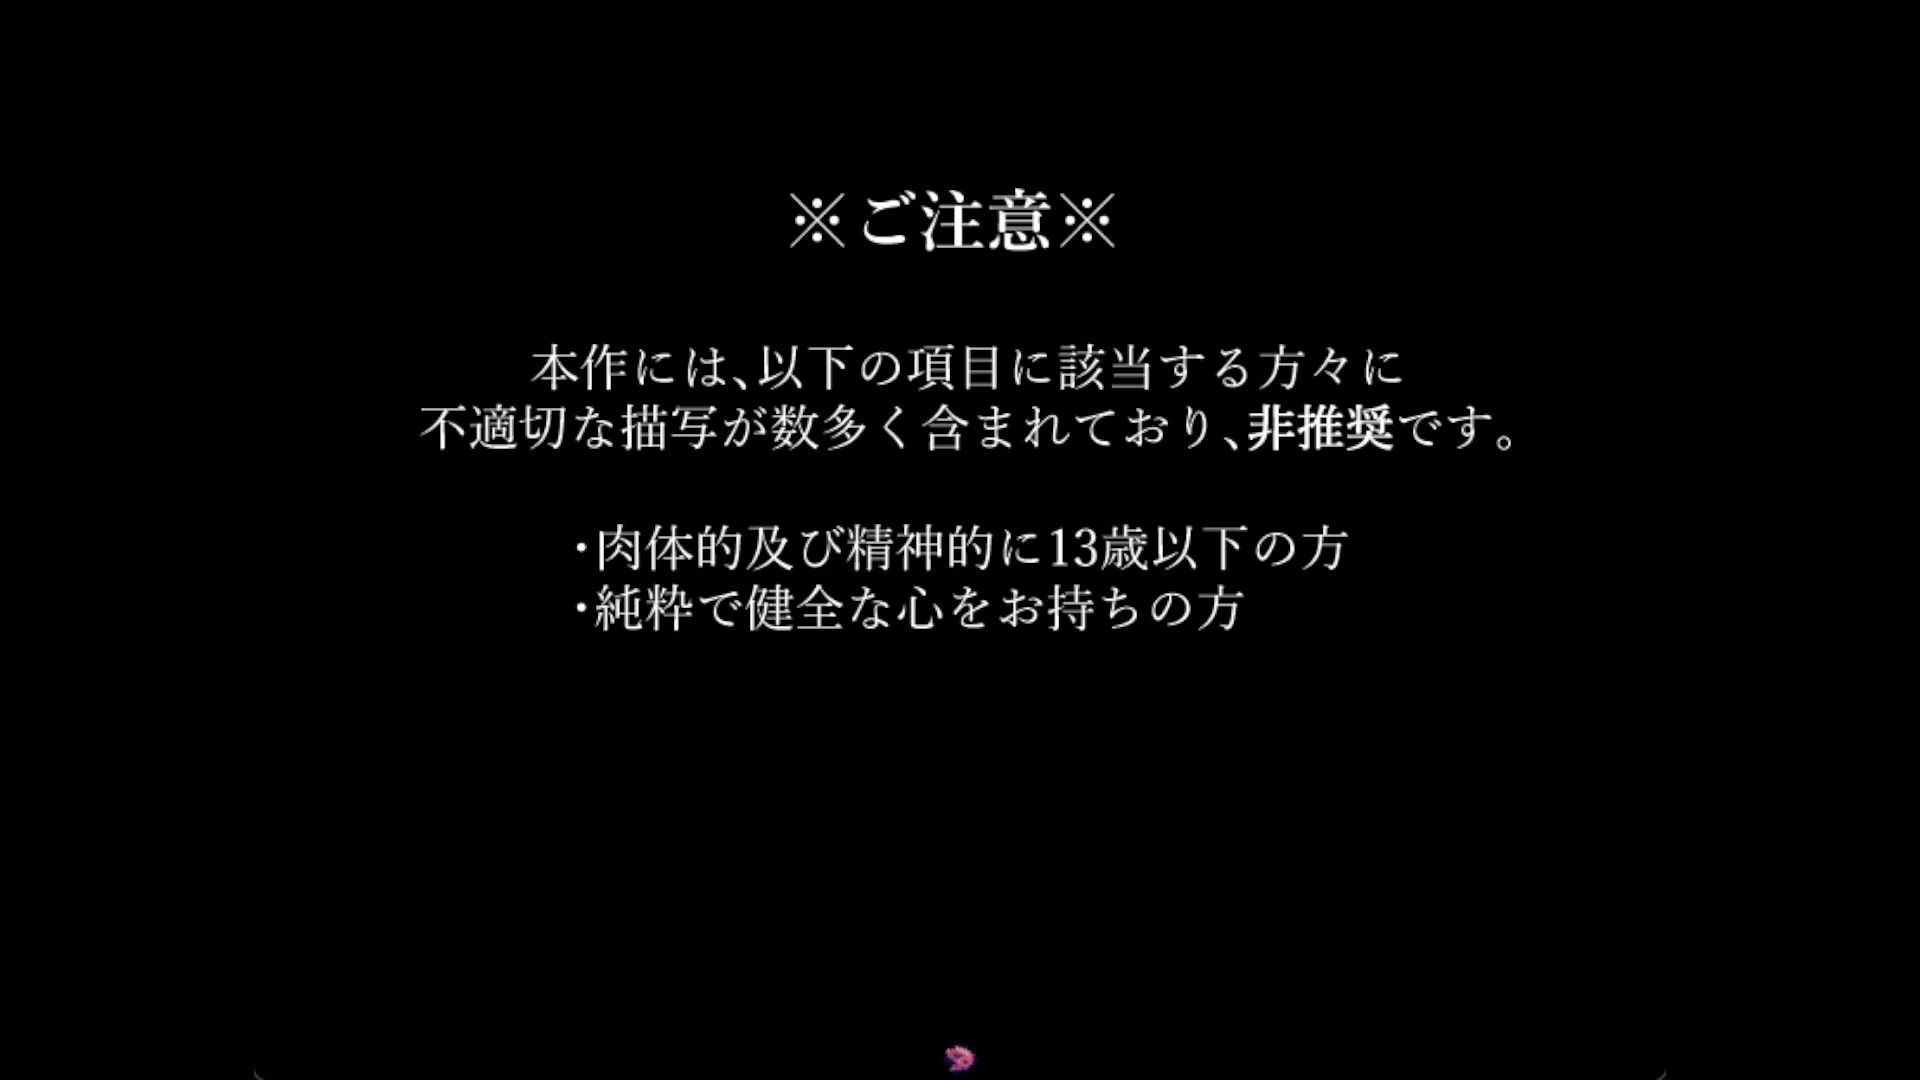 ※ご注意※
本作には、以下の項目に該当する方々に
不適切な描写が数多く含まれており、非推奨です。
・肉体的及び精神的に13歳以下の方
・純粋で健全な心をお持ちの方